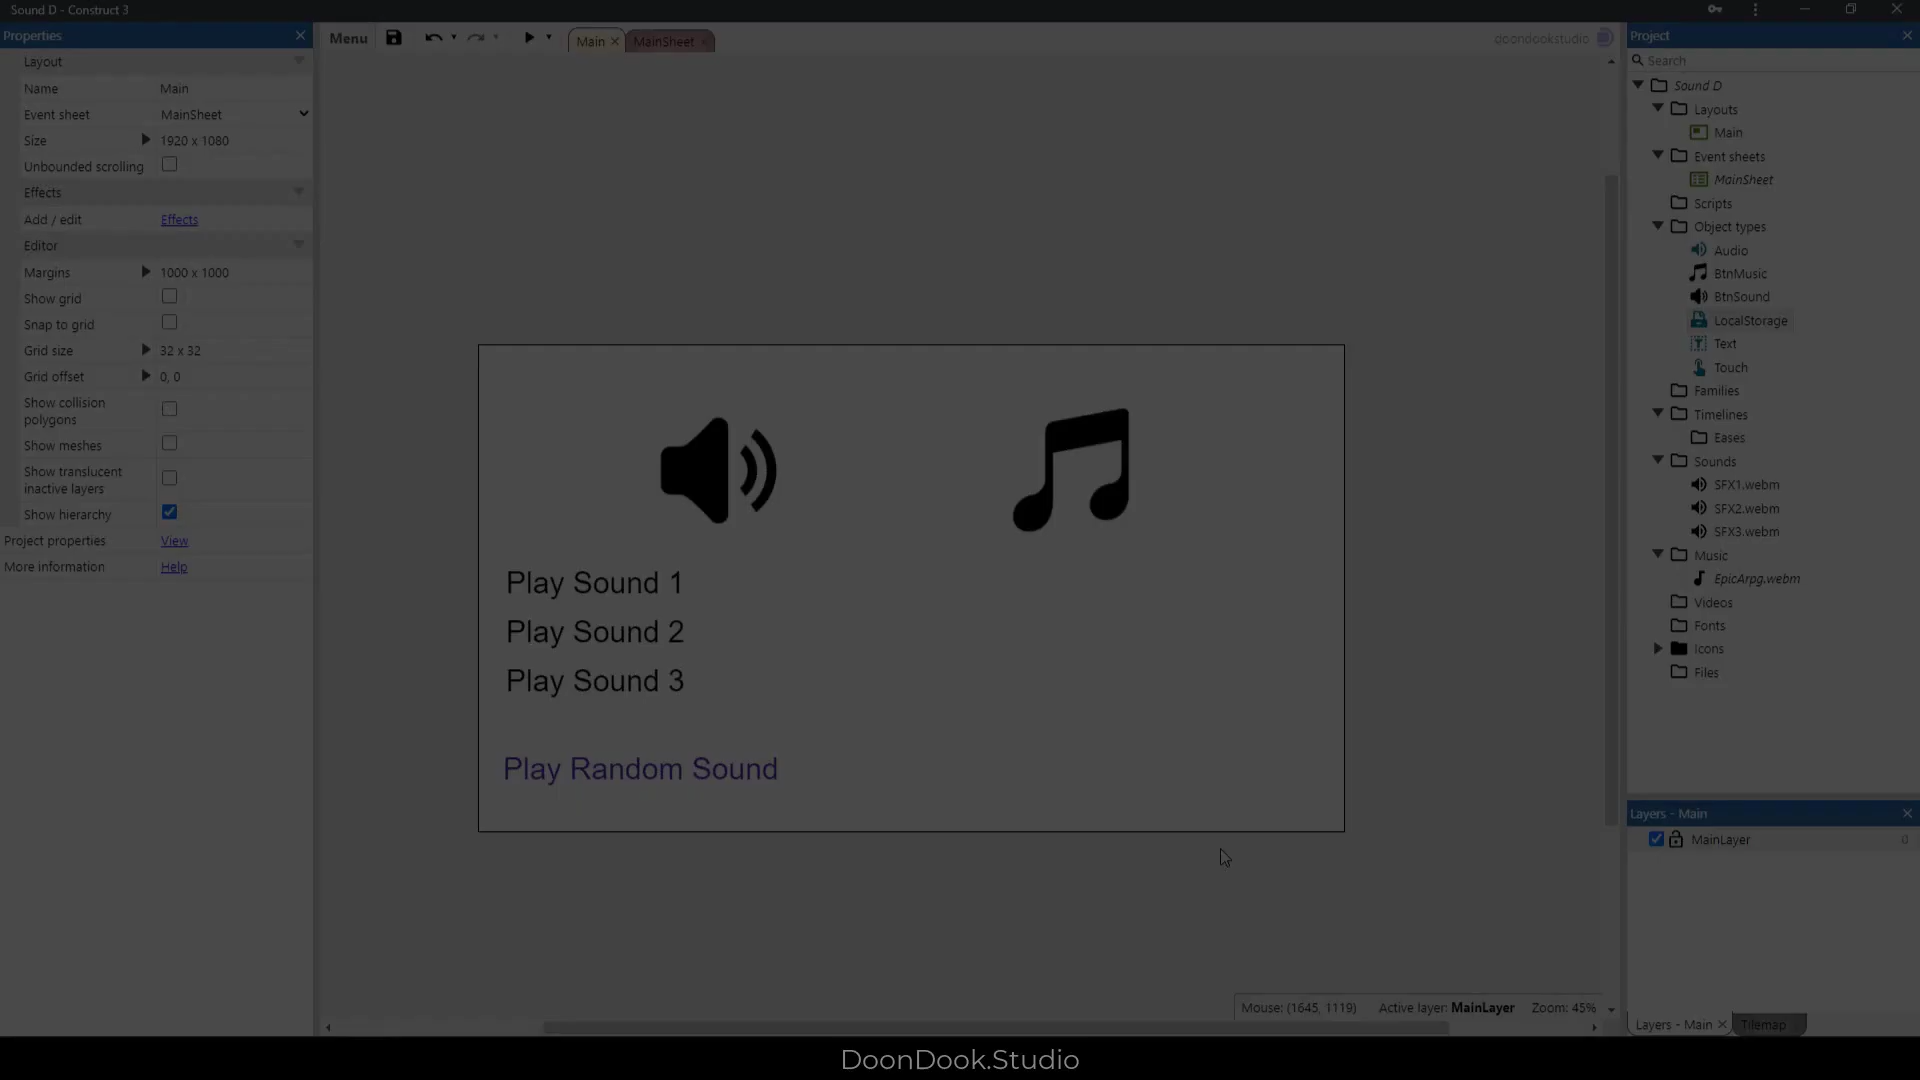 Sound D - Construct 3
Properties
Layout
Name Main
Event sheet MainSheet
Size 1920 x 1080
Unbounded scrolling
Effects
Add / edit Effects
Editor
Margins 1000 x 1000
Show grid
Snap to grid
Grid size 32 x 32
Grid offset 0, 0
Show collision
polygons
Show meshes
Show translucent
inactive layers
Show hierarchy
Project properties View
More information Help
Menu
Main
MainSheet
doondookstudio
Play Sound 1
Play Sound 2
Play Sound 3
Play Random Sound
Mouse: (1645, 1119) Active layer: MainLayer Zoom: 45%
Project
Search
Sound D
Layouts
Main
Event sheets
MainSheet
Scripts
Object types
Audio
BtnMusic
BtnSound
LocalStorage
Text
Touch
Families
Timelines
Eases
Sounds
SFX1.webm
SFX2.webm
SFX3.webm
Music
EpicArpg.webm
Videos
Fonts
Icons
Files
Layers - Main
MainLayer 0
Layers - Main
Tilemap
DoonDook.Studio